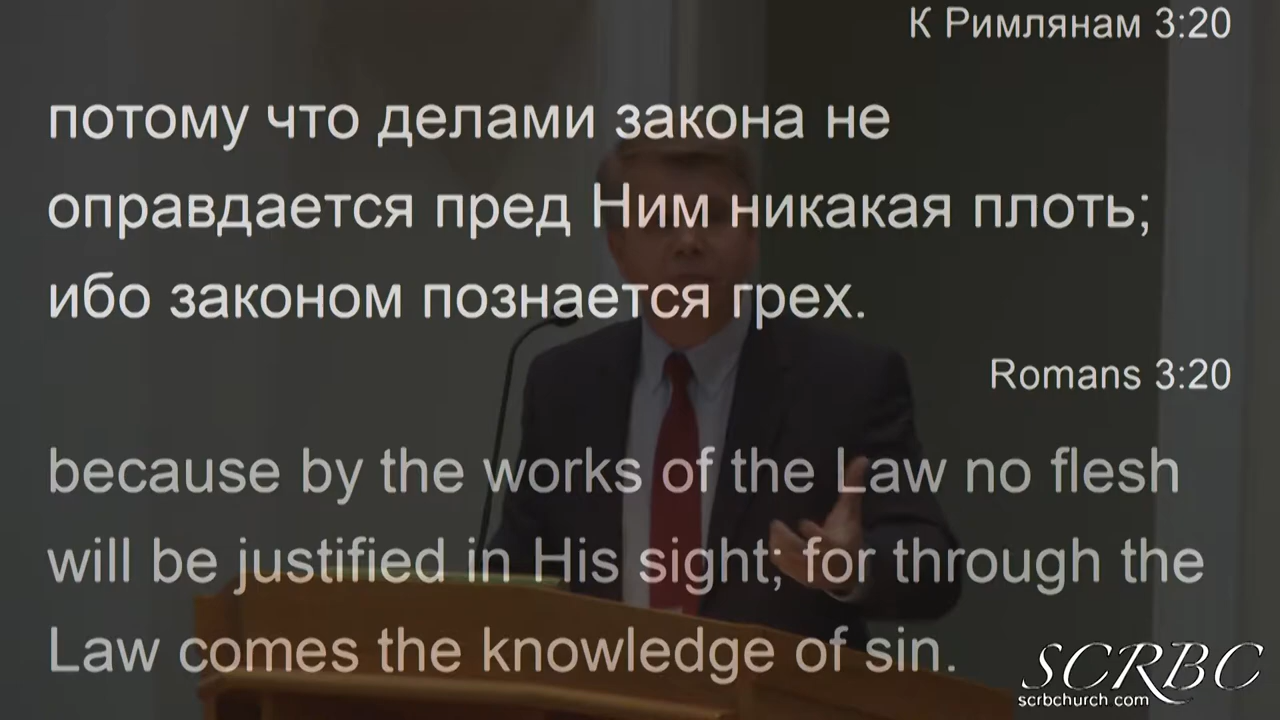 К Римлянам 3:20
потому что делами закона не
оправдается пред Ним никакая плоть;
ибо законом познается грех.
Romans 3:20
because by the works of the Law no flesh
will be justified in His sight; for through the
Law comes the knowledge of sin.
SCRBC
scrbchurch com